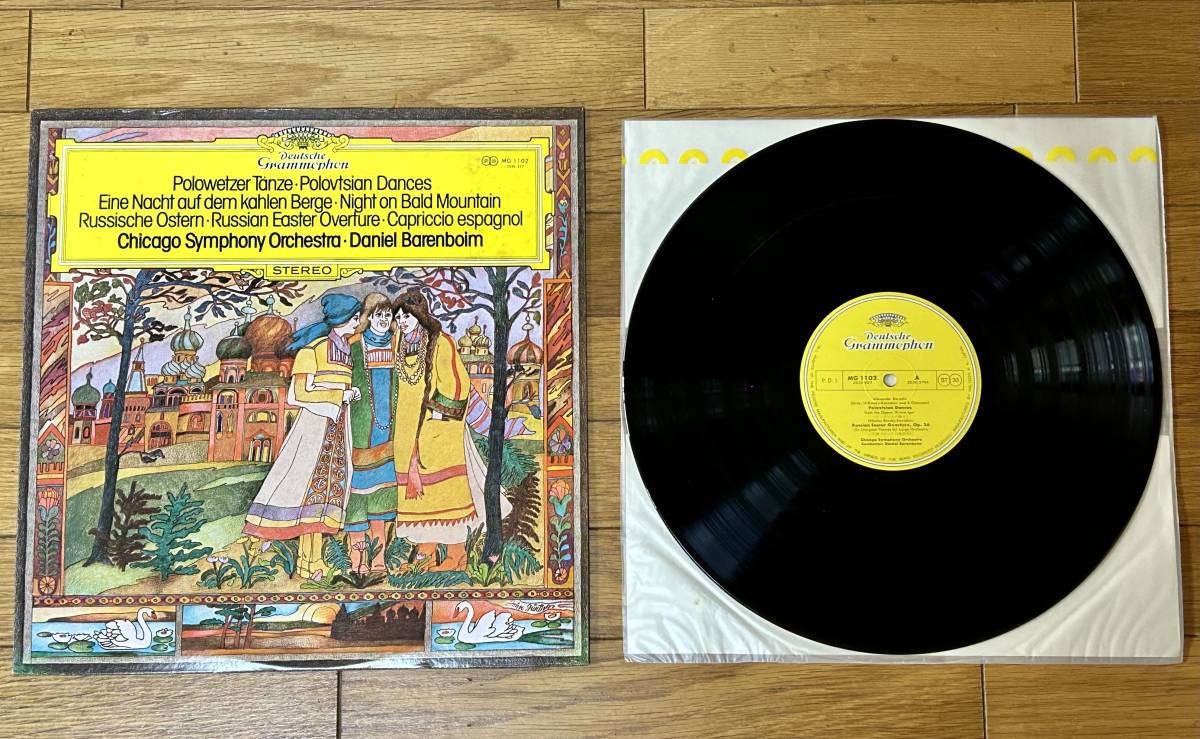 Deutsche
Grammophon
MG 1102
Polowetzer Tänze · Polovtsian Dances
Eine Nacht auf dem kahlen Berge · Night on Bald Mountain
Russische Ostern · Russian Easter Overture · Capriccio espagnol
Chicago Symphony Orchestra · Daniel Barenboim
STEREO
Deutsche
Grammophon
P.D.1
MG 1102
A
ST 33
Polovtsian Dances
Russian Easter Overture, Op. 36
Chicago Symphony Orchestra
Conductor: Daniel Barenboim